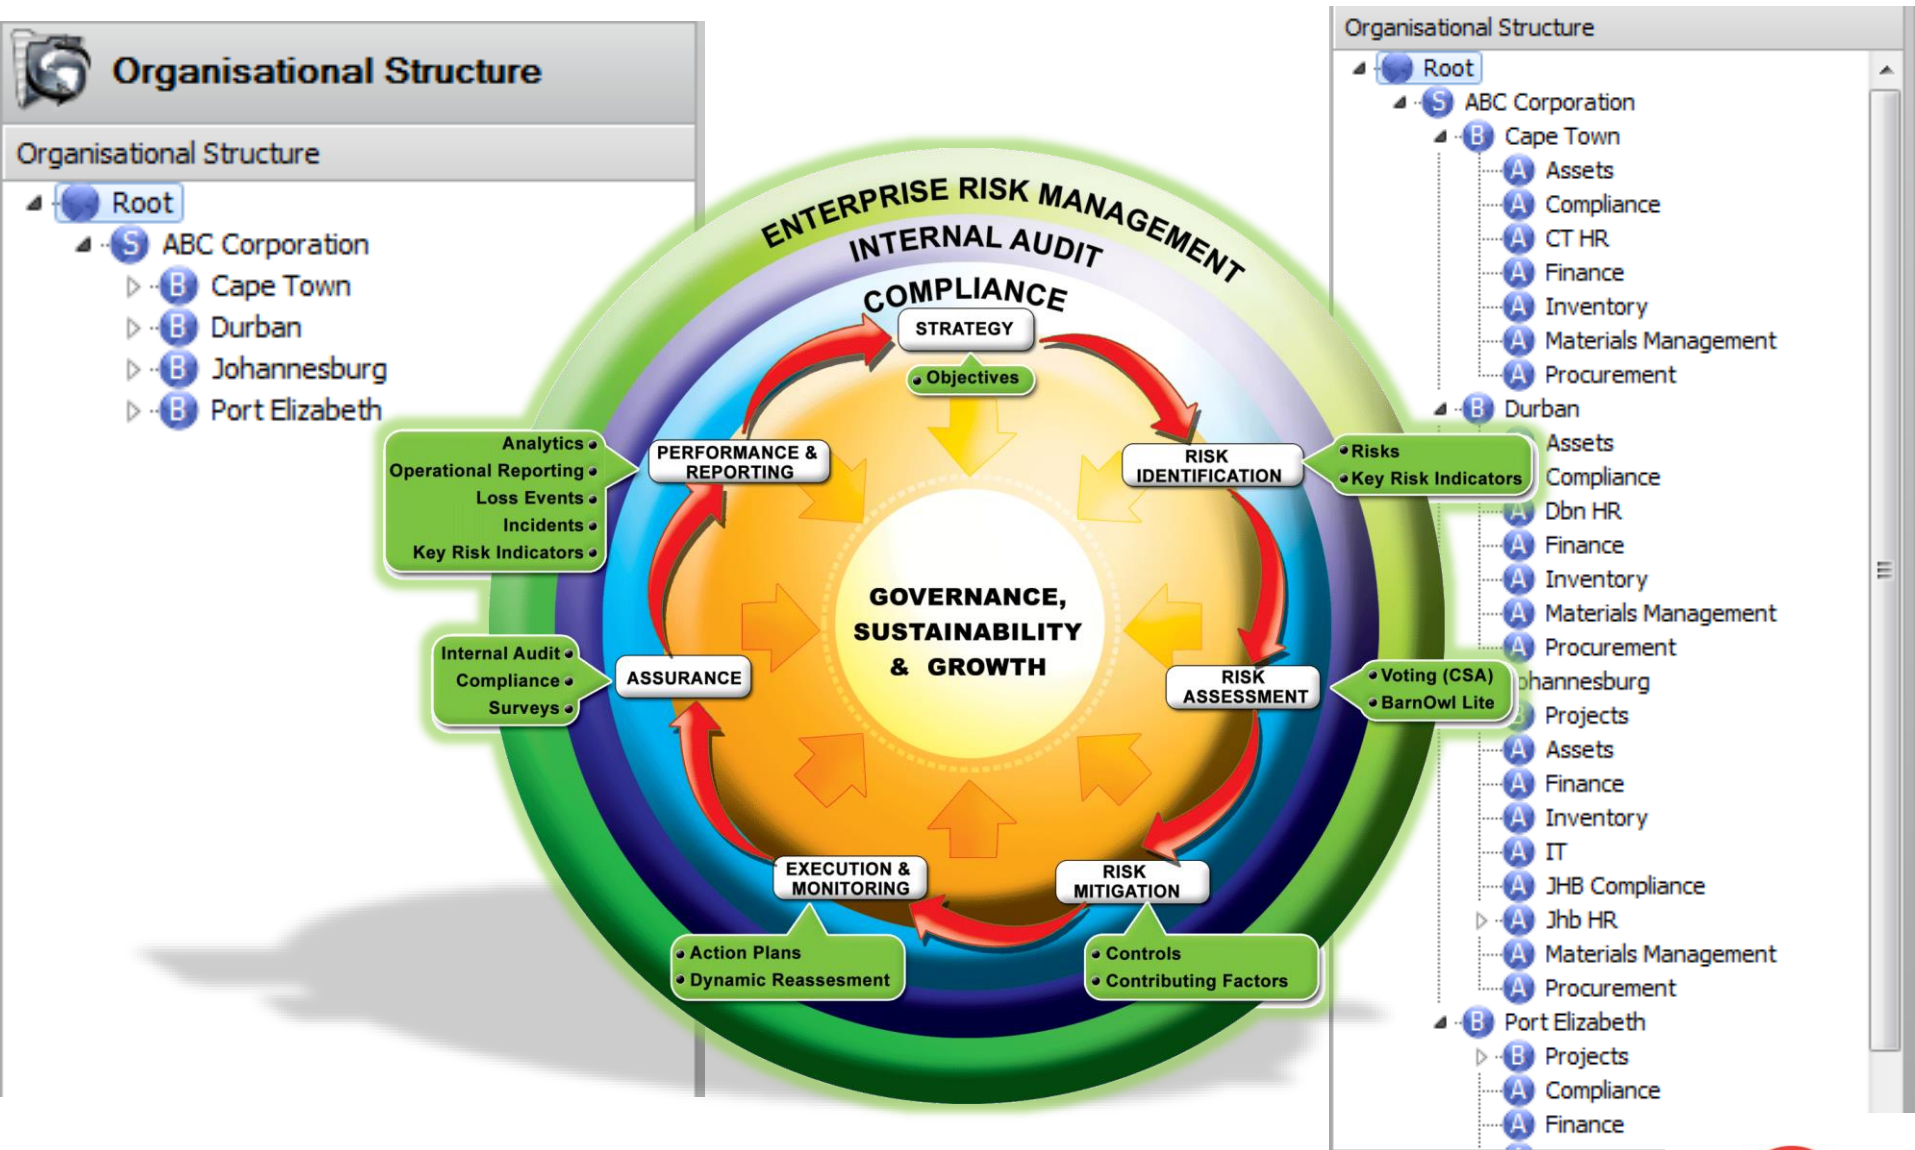 Organisational Structure
Organisational Structure
Root
S ABC Corporation
B Cape Town
B Durban
B Johannesburg
B Port Elizabeth
ENTERPRISE RISK MANAGEMENT
INTERNAL AUDIT
COMPLIANCE
STRATEGY
Objectives
RISK
IDENTIFICATION
Risks
Key Risk Indicators
RISK
ASSESSMENT
Voting (CSA)
BarnOwl Lite
RISK
MITIGATION
Controls
Contributing Factors
EXECUTION &
MONITORING
Action Plans
Dynamic Reassesment
ASSURANCE
Internal Audit
Compliance
Surveys
PERFORMANCE &
REPORTING
Analytics
Operational Reporting
Loss Events
Incidents
Key Risk Indicators
GOVERNANCE,
SUSTAINABILITY
& GROWTH
Organisational Structure
Root
S ABC Corporation
B Cape Town
A Assets
A Compliance
A CT HR
A Finance
A Inventory
A Materials Management
A Procurement
B Durban
Assets
Compliance
A Dbn HR
A Finance
A Inventory
A Materials Management
A Procurement
ohannesburg
B Projects
A Assets
A Finance
A Inventory
A IT
A JHB Compliance
A Jhb HR
A Materials Management
A Procurement
B Port Elizabeth
B Projects
A Compliance
A Finance